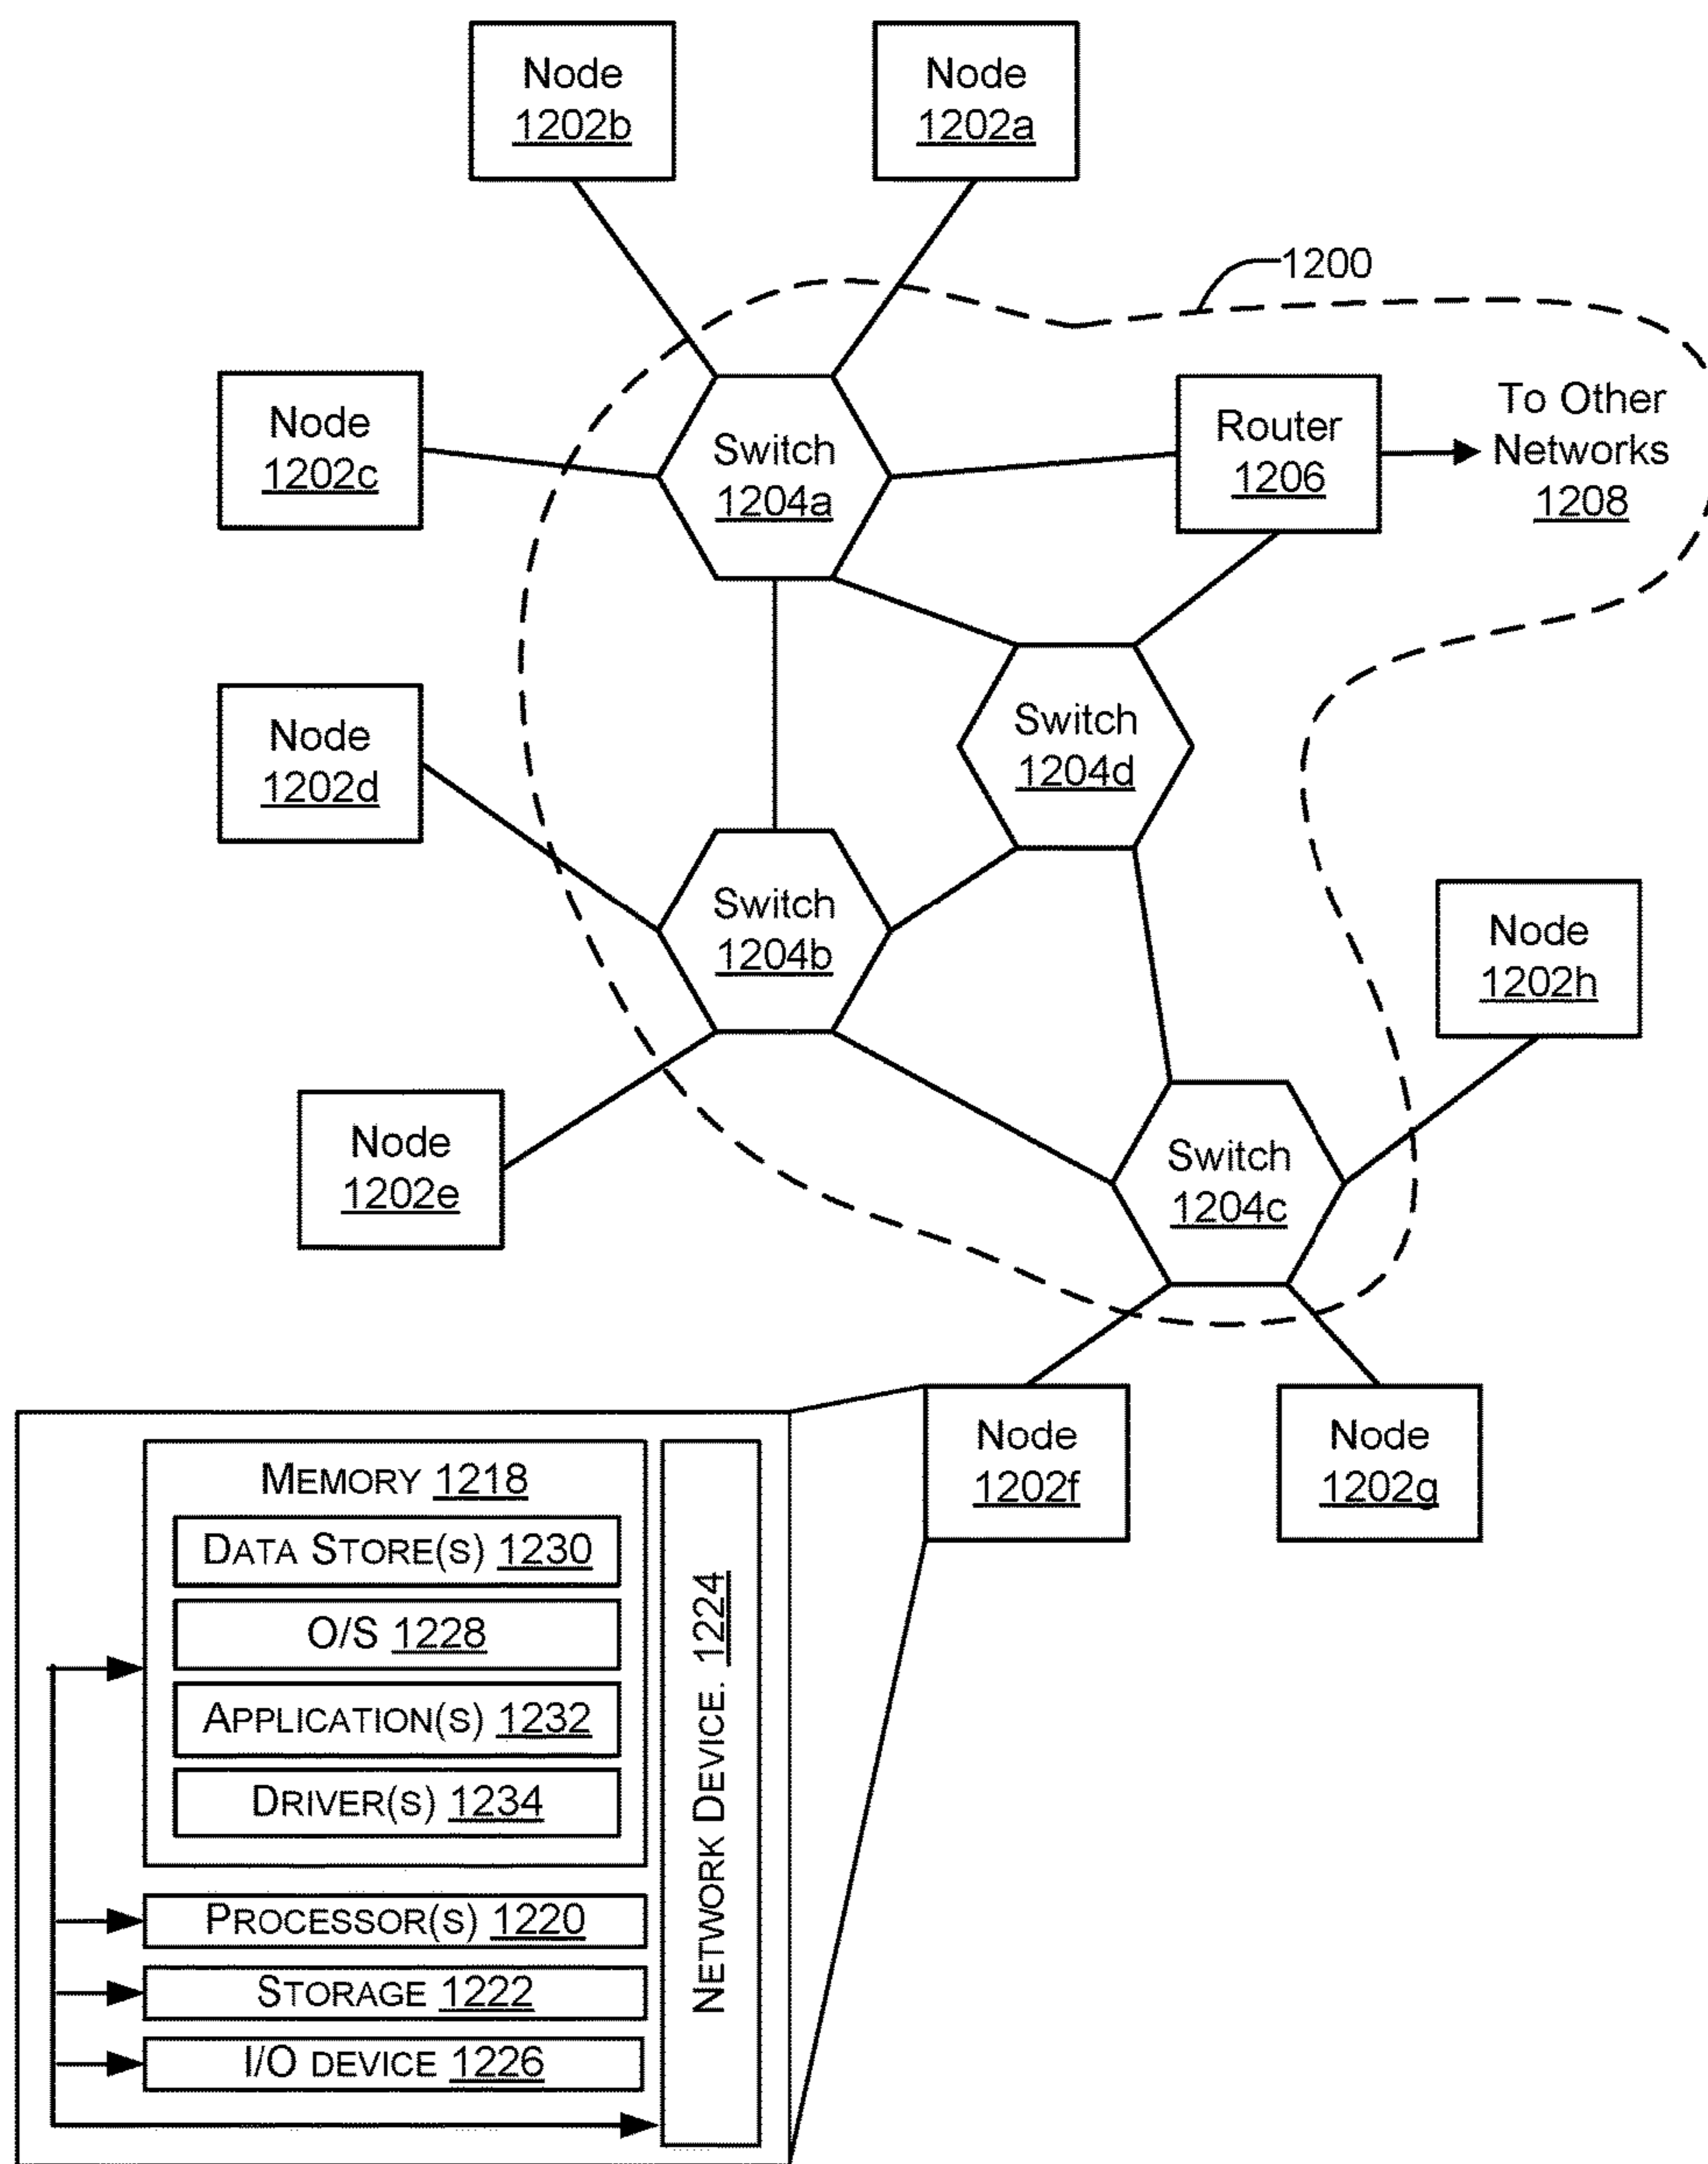 Node
1202b
Node
1202a
1200
Node
1202c
Switch
1204a
Router
1206
To Other
Networks
1208
Node
1202d
Switch
1204d
Switch
1204b
Node
1202h
Node
1202e
Switch
1204c
Node
1202f
Node
1202g
MEMORY 1218
DATA STORE(S) 1230
O/S 1228
APPLICATION(S) 1232
DRIVER(S) 1234
NETWORK DEVICE. 1224
PROCESSOR(S) 1220
STORAGE 1222
I/O DEVICE 1226